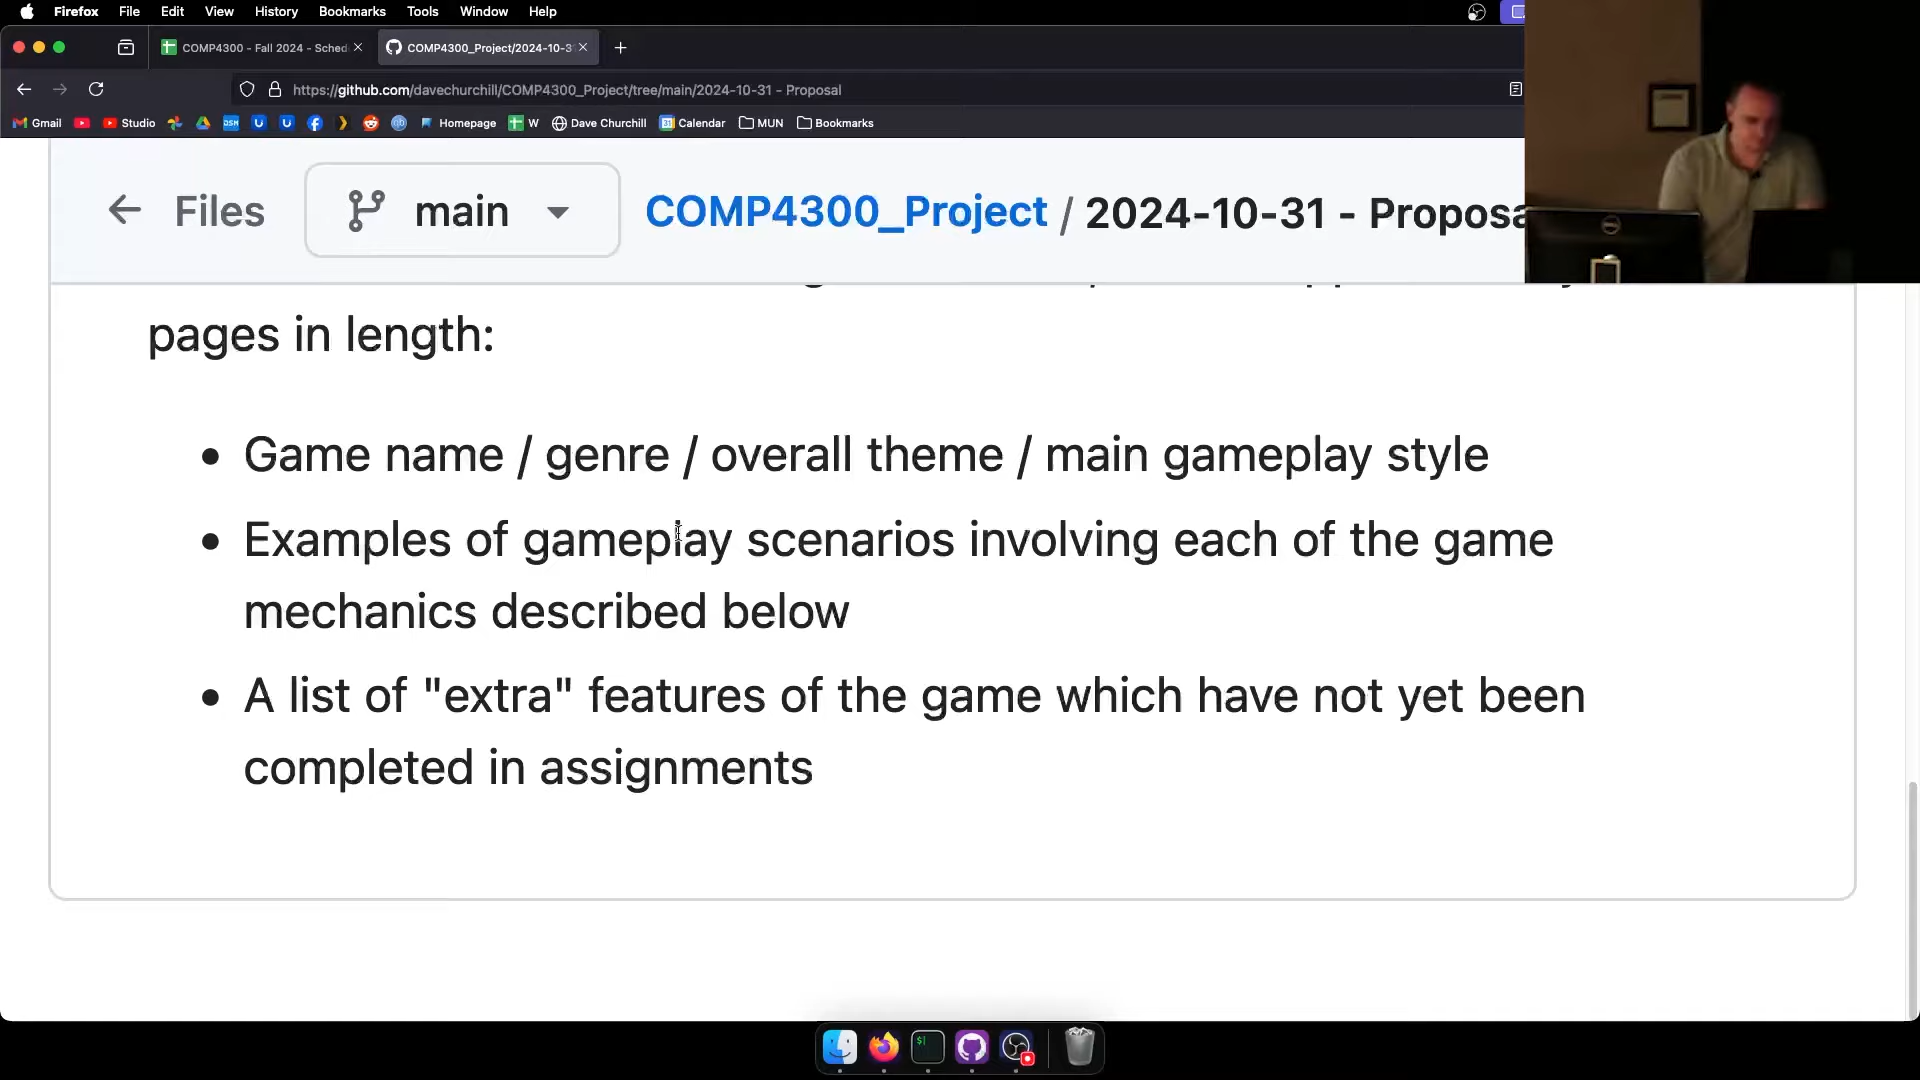 Firefox File Edit View History Bookmarks Tools Window Help
COMP4300 - Fall 2024 - Sched
COMP4300_Project/2024-10-3
https://github.com/davechurchill/COMP4300_Project/tree/main/2024-10-31 - Proposal
Gmail Studio Homepage W Dave Churchill Calendar MUN Bookmarks
Files main COMP4300_Project / 2024-10-31 - Proposa
pages in length:
• Game name / genre / overall theme / main gameplay style
• Examples of gameplay scenarios involving each of the game
mechanics described below
• A list of "extra" features of the game which have not yet been
completed in assignments